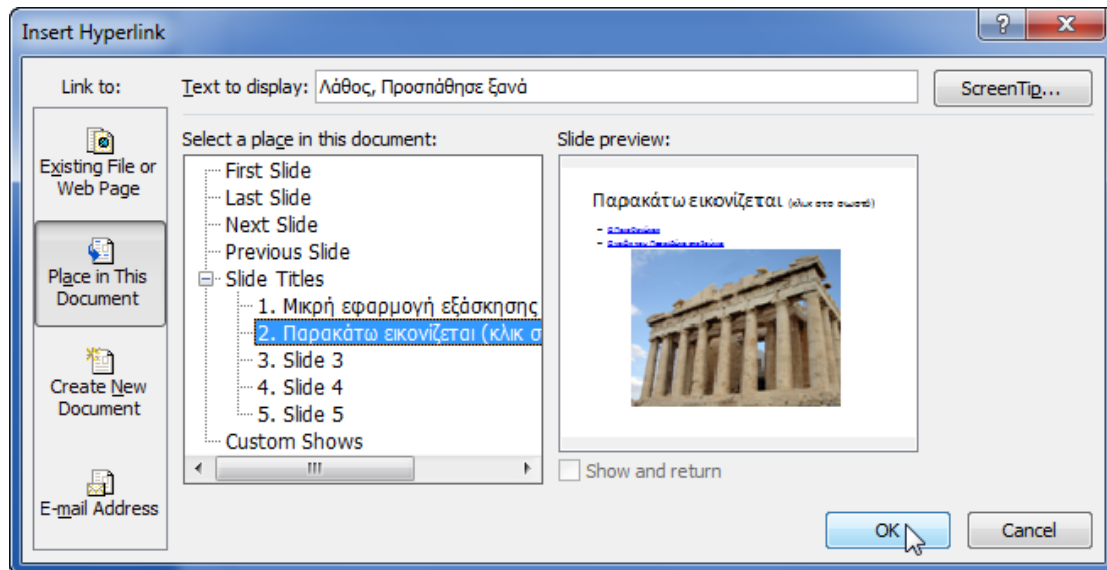 Insert Hyperlink
Link to:
Text to display: Λάθος, Προσπάθησε ξανά
ScreenTip...
Existing File or
Web Page
Place in This
Document
Create New
Document
E-mail Address
Select a place in this document:
First Slide
Last Slide
Next Slide
Previous Slide
Slide Titles
1. Μικρή εφαρμογή εξάσκησης
2. Παρακάτω εικονίζεται (κλικ σ
3. Slide 3
4. Slide 4
5. Slide 5
Custom Shows
Slide preview:
Παρακάτω εικονίζεται (κλικ στο σωστό)
Show and return
OK
Cancel